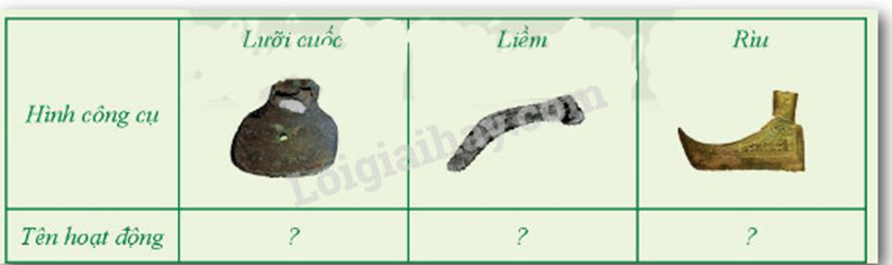 Lưỡi cuốc Liềm Rìu
Hình công cụ
Loigiaihay.com
Tên hoạt động ? ? ?